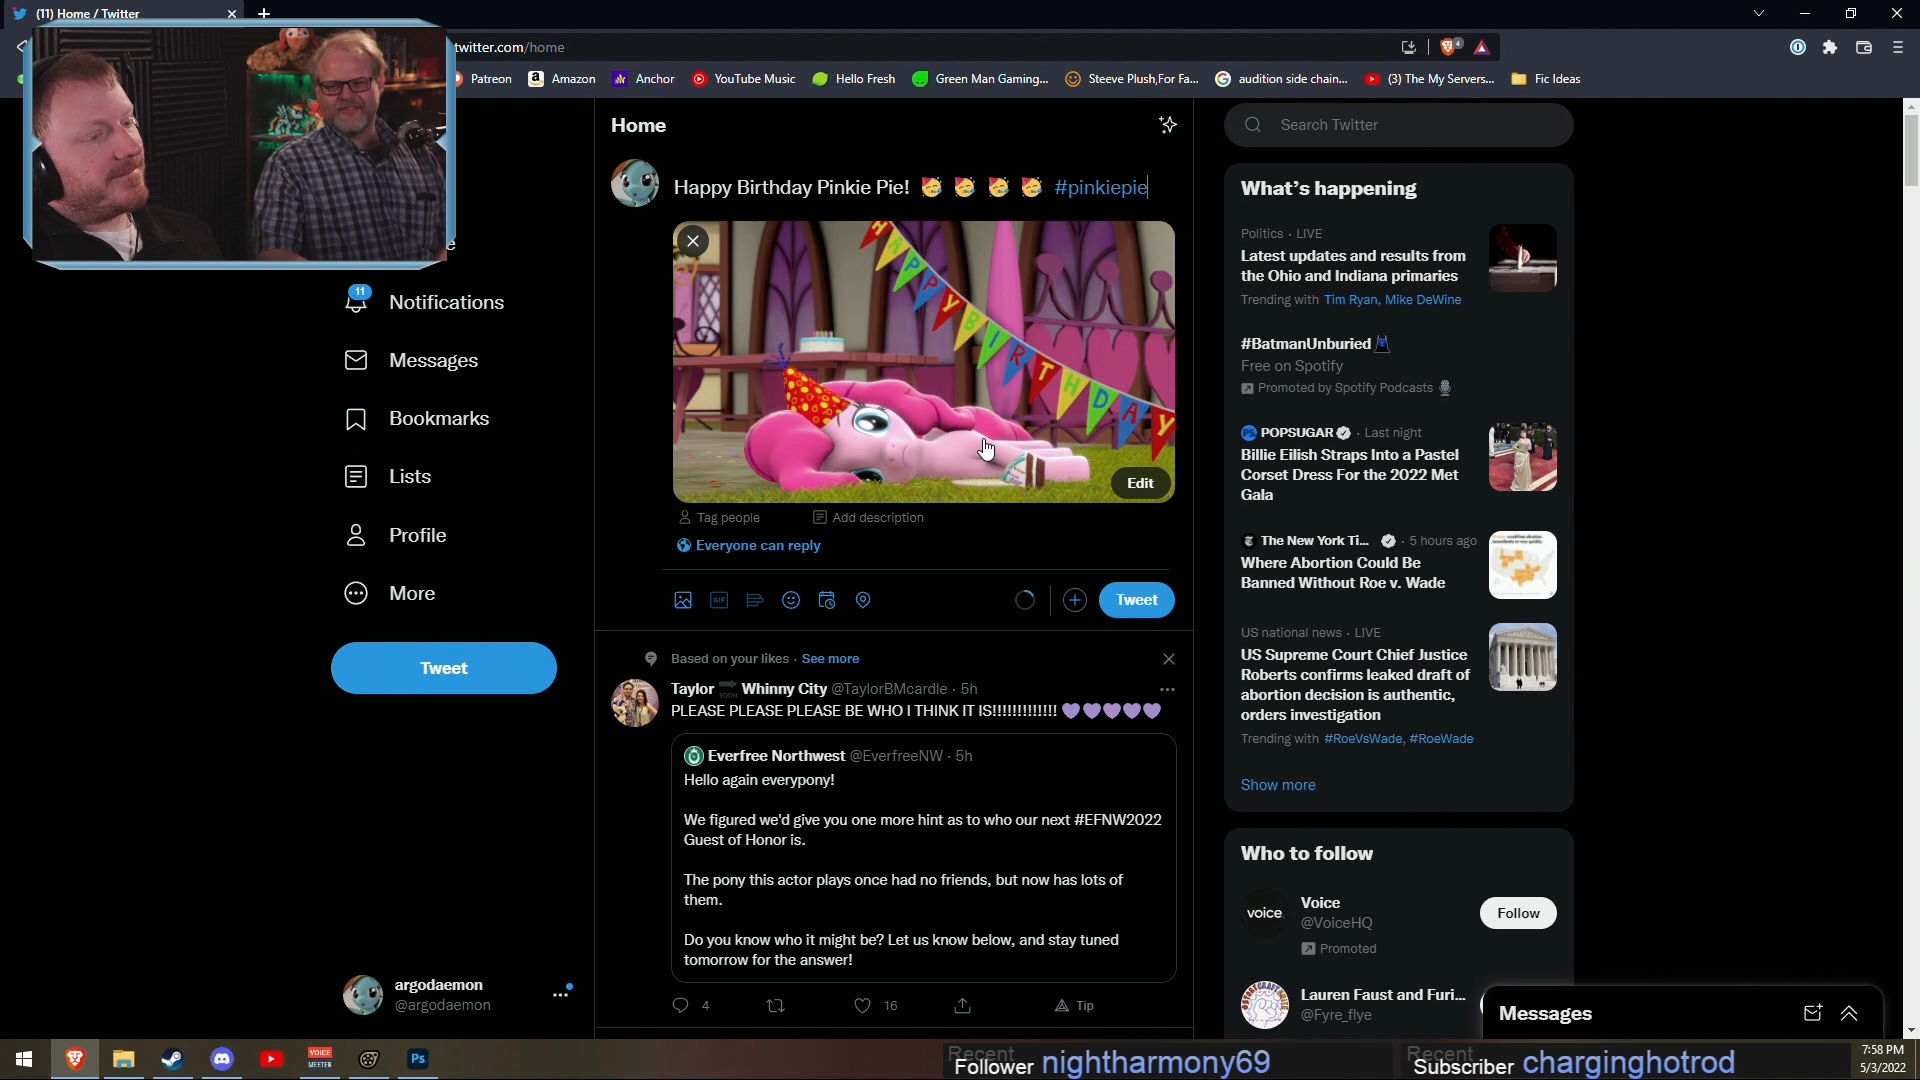 (11) Home / Twitter
twitter.com/home
4
Patreon
Amazon
Anchor
YouTube Music
Hello Fresh
Green Man Gaming...
Steeve Plush,For Fa...
audition side chain...
(3) The My Servers...
Fic Ideas
Home
Search Twitter
Happy Birthday Pinkie Pie! 🥳 🥳 🥳 🥳 #pinkiepie
HAPPY BIRTHDAY
Edit
Tag people
Add description
Everyone can reply
GIF
Tweet
11
Notifications
Messages
Bookmarks
Lists
Profile
More
Tweet
argodaemon
@argodaemon
Based on your likes · See more
Taylor 🔜 Whinny City @TaylorBMcardle · 5h
PLEASE PLEASE PLEASE BE WHO I THINK IT IS!!!!!!!!!!!!! 💜💜💜💜💜
Everfree Northwest @EverfreeNW · 5h
Hello again everypony!
We figured we'd give you one more hint as to who our next #EFNW2022
Guest of Honor is.
The pony this actor plays once had no friends, but now has lots of
them.
Do you know who it might be? Let us know below, and stay tuned
tomorrow for the answer!
4
16
Tip
What's happening
Politics · LIVE
Latest updates and results from
the Ohio and Indiana primaries
Trending with Tim Ryan, Mike DeWine
#BatmanUnburied
Free on Spotify
Promoted by Spotify Podcasts
POPSUGAR · Last night
Billie Eilish Straps Into a Pastel
Corset Dress For the 2022 Met
Gala
The New York Ti... · 5 hours ago
Where Abortion Could Be
Banned Without Roe v. Wade
US national news · LIVE
US Supreme Court Chief Justice
Roberts confirms leaked draft of
abortion decision is authentic,
orders investigation
Trending with #RoeVsWade, #RoeWade
Show more
Who to follow
voice
Voice
@VoiceHQ
Promoted
Follow
Lauren Faust and Furi...
@Fyre_flye
Messages
VOICE
MEETER
Ps
Recent
Follower nightharmony69
Recent
Subscriber charginghotrod
7:58 PM
5/3/2022